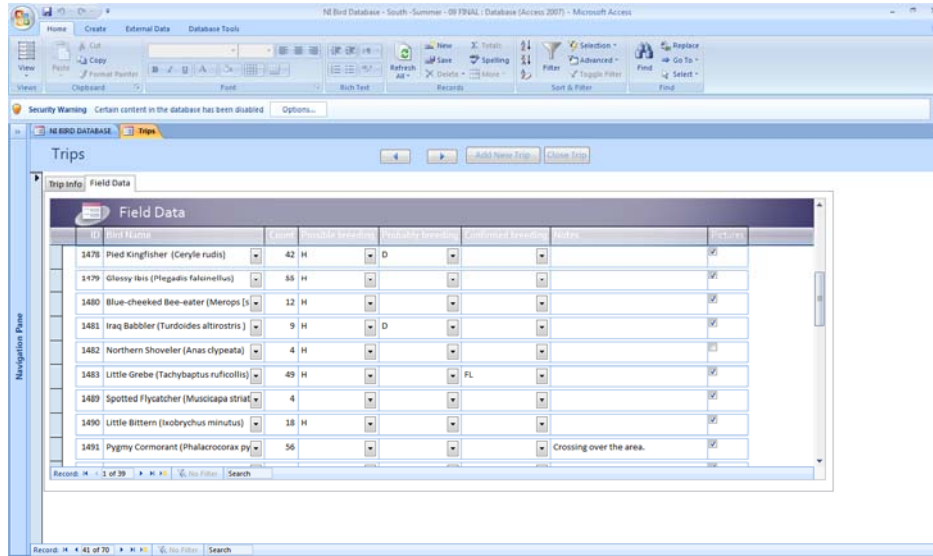 NI Bird Database - South -Summer - 09 FINAL : Database (Access 2007) - Microsoft Access
Home Create External Data Database Tools
View
Paste
Cut
Copy
Format Painter
Refresh All
New
Save
Delete
Totals
Spelling
More
Filter
Selection
Advanced
Toggle Filter
Find
Replace
Go To
Select
Views Clipboard Font Rich Text Records Sort & Filter Find
Security Warning Certain content in the database has been disabled Options...
NI BIRD DATABASE Trips
Trips Add New Trip Close Trip
Trip Info Field Data
Field Data
ID Bird Name Count Possible breeding Probably breeding Confirmed breeding Notes Pictures
1478 Pied Kingfisher (Ceryle rudis) 42 H D
1479 Glossy Ibis (Plegadis falcinellus) 55 H
1480 Blue-cheeked Bee-eater (Merops [s 12 H
1481 Iraq Babbler (Turdoides altirostris ) 9 H D
1482 Northern Shoveler (Anas clypeata) 4 H
1483 Little Grebe (Tachybaptus ruficollis) 49 H FL
1489 Spotted Flycatcher (Muscicapa striat 4
1490 Little Bittern (Ixobrychus minutus) 18 H
1491 Pygmy Cormorant (Phalacrocorax py 56 Crossing over the area.
Record: 1 of 39 No Filter Search
Navigation Pane
Record: 41 of 70 No Filter Search